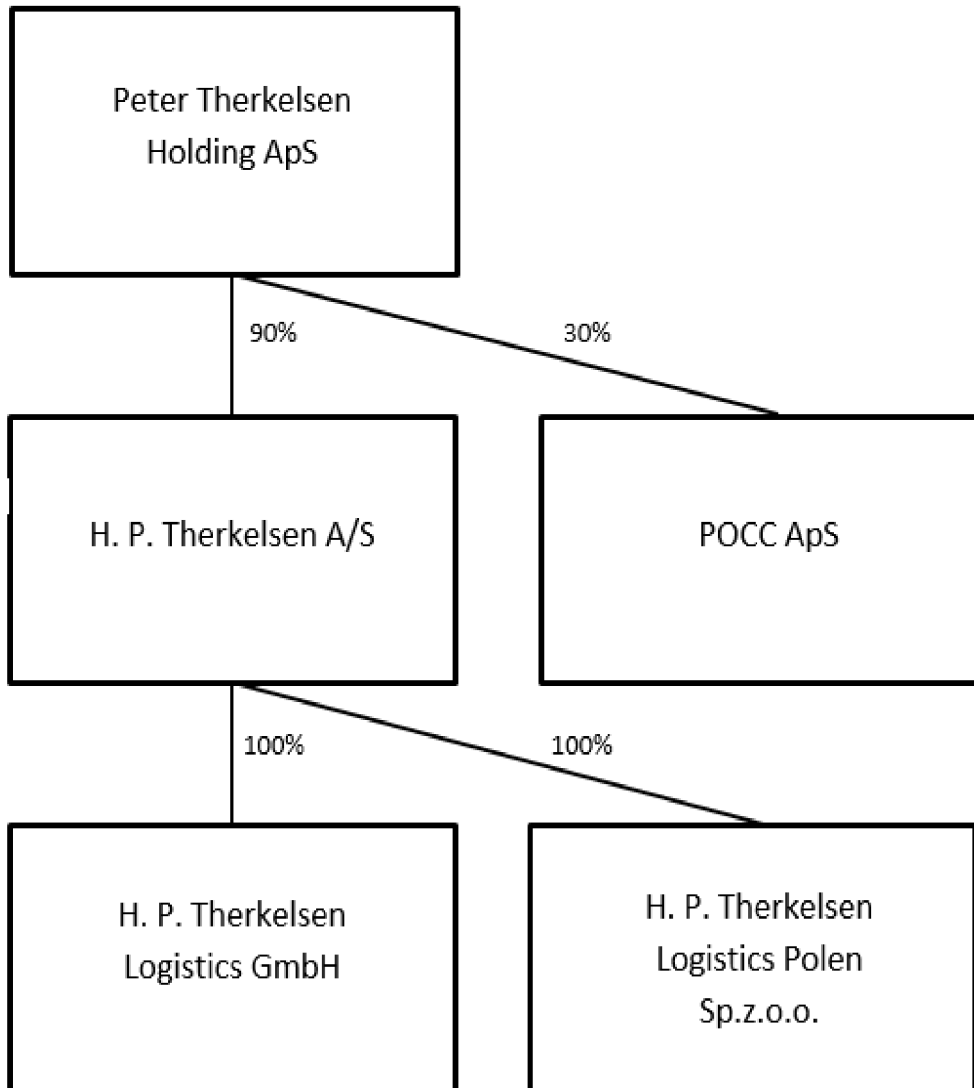 Peter Therkelsen
Holding ApS
90%
30%
H. P. Therkelsen A/S
POCC ApS
100%
100%
H. P. Therkelsen
Logistics GmbH
H. P. Therkelsen
Logistics Polen
Sp.z.o.o.